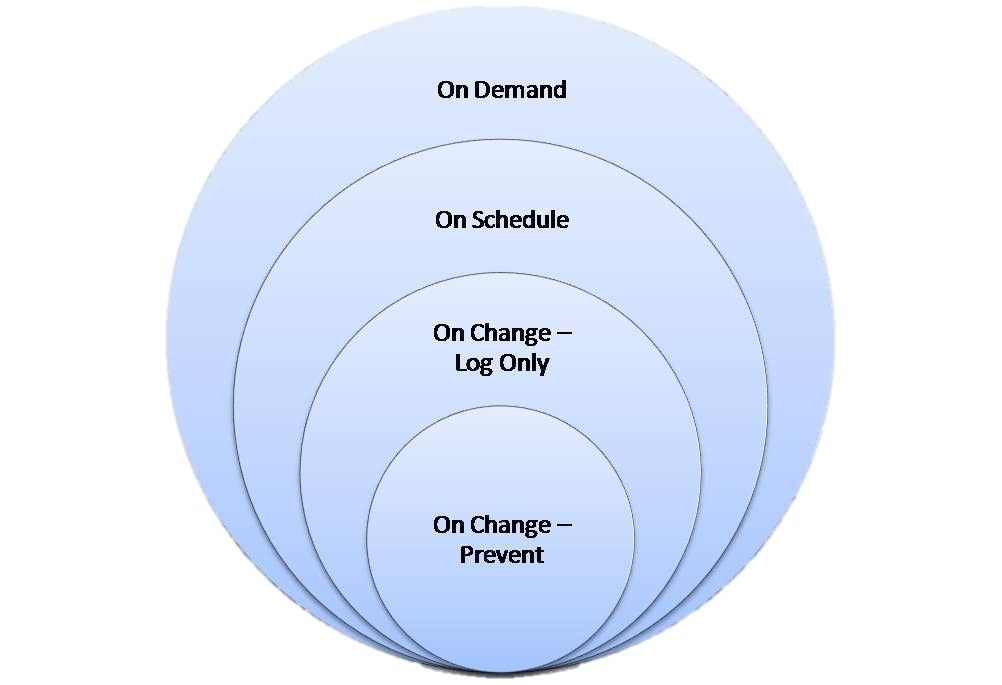 On Demand
On Schedule
On Change –
Log Only
On Change –
Prevent